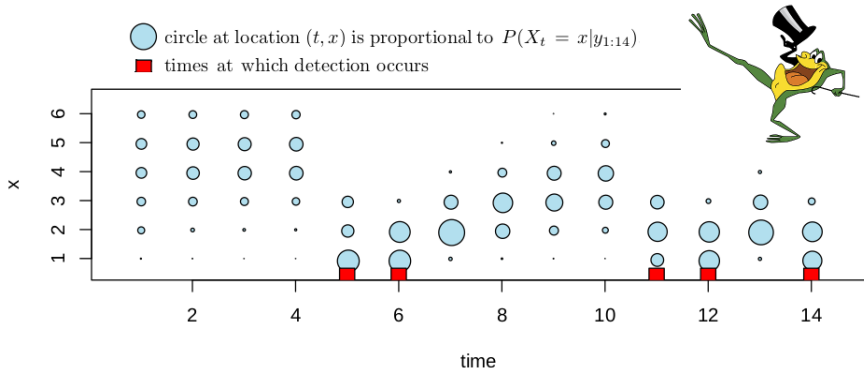 circle at location (t, x) is proportional to P(X_t = x|y_{1:14})
times at which detection occurs
6
5
4
3
2
1
x
2 4 6 8 10 12 14
time